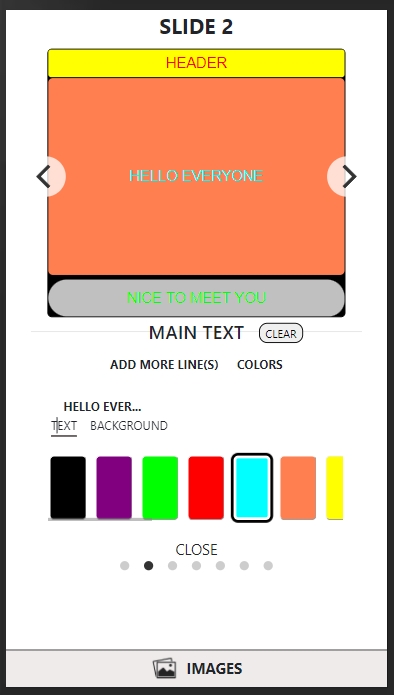 SLIDE 2
HEADER
HELLO EVERYONE
NICE TO MEET YOU
MAIN TEXT CLEAR
ADD MORE LINE(S) COLORS
HELLO EVER...
TEXT BACKGROUND
CLOSE
IMAGES